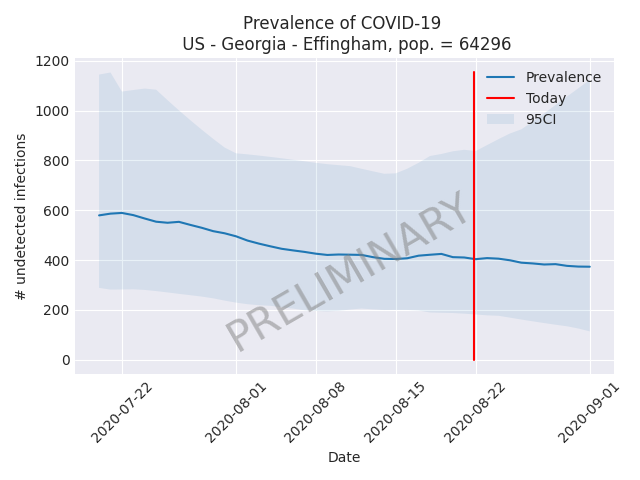 Prevalence of COVID-19
US - Georgia - Effingham, pop. = 64296
1200
1000
800
600
400
200
0
# undetected infections
Prevalence
Today
95CI
PRELIMINARY
2020-07-22
2020-08-01
2020-08-08
2020-08-15
2020-08-22
2020-09-01
Date